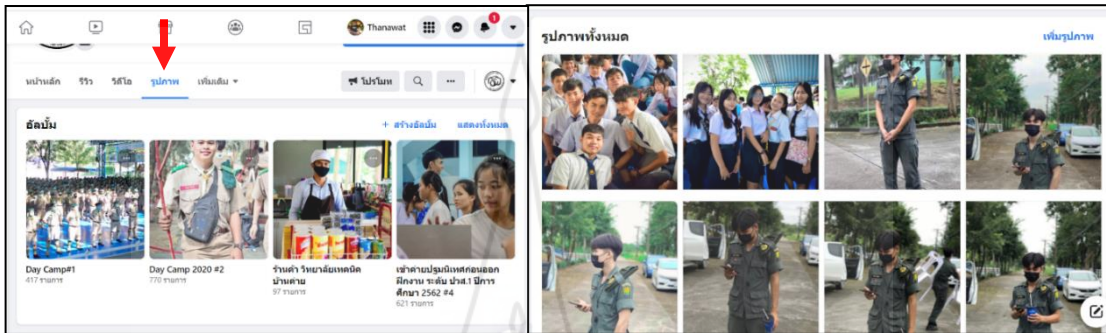 Thanawat
1
หน้าหลัก รีวิว วิดีโอ รูปภาพ เพิ่มเติม
โปรโมท
อัลบั้ม
+ สร้างอัลบั้ม แสดงทั้งหมด
Day Camp#1
417 รายการ
Day Camp 2020 #2
770 รายการ
ร้านค้า วิทยาลัยเทคนิค
บ้านค่าย
97 รายการ
เข้าค่ายปฐมนิเทศก่อนออก
ฝึกงาน ระดับ ปวส.1 ปีการ
ศึกษา 2562 #4
621 รายการ
รูปภาพทั้งหมด
เพิ่มรูปภาพ